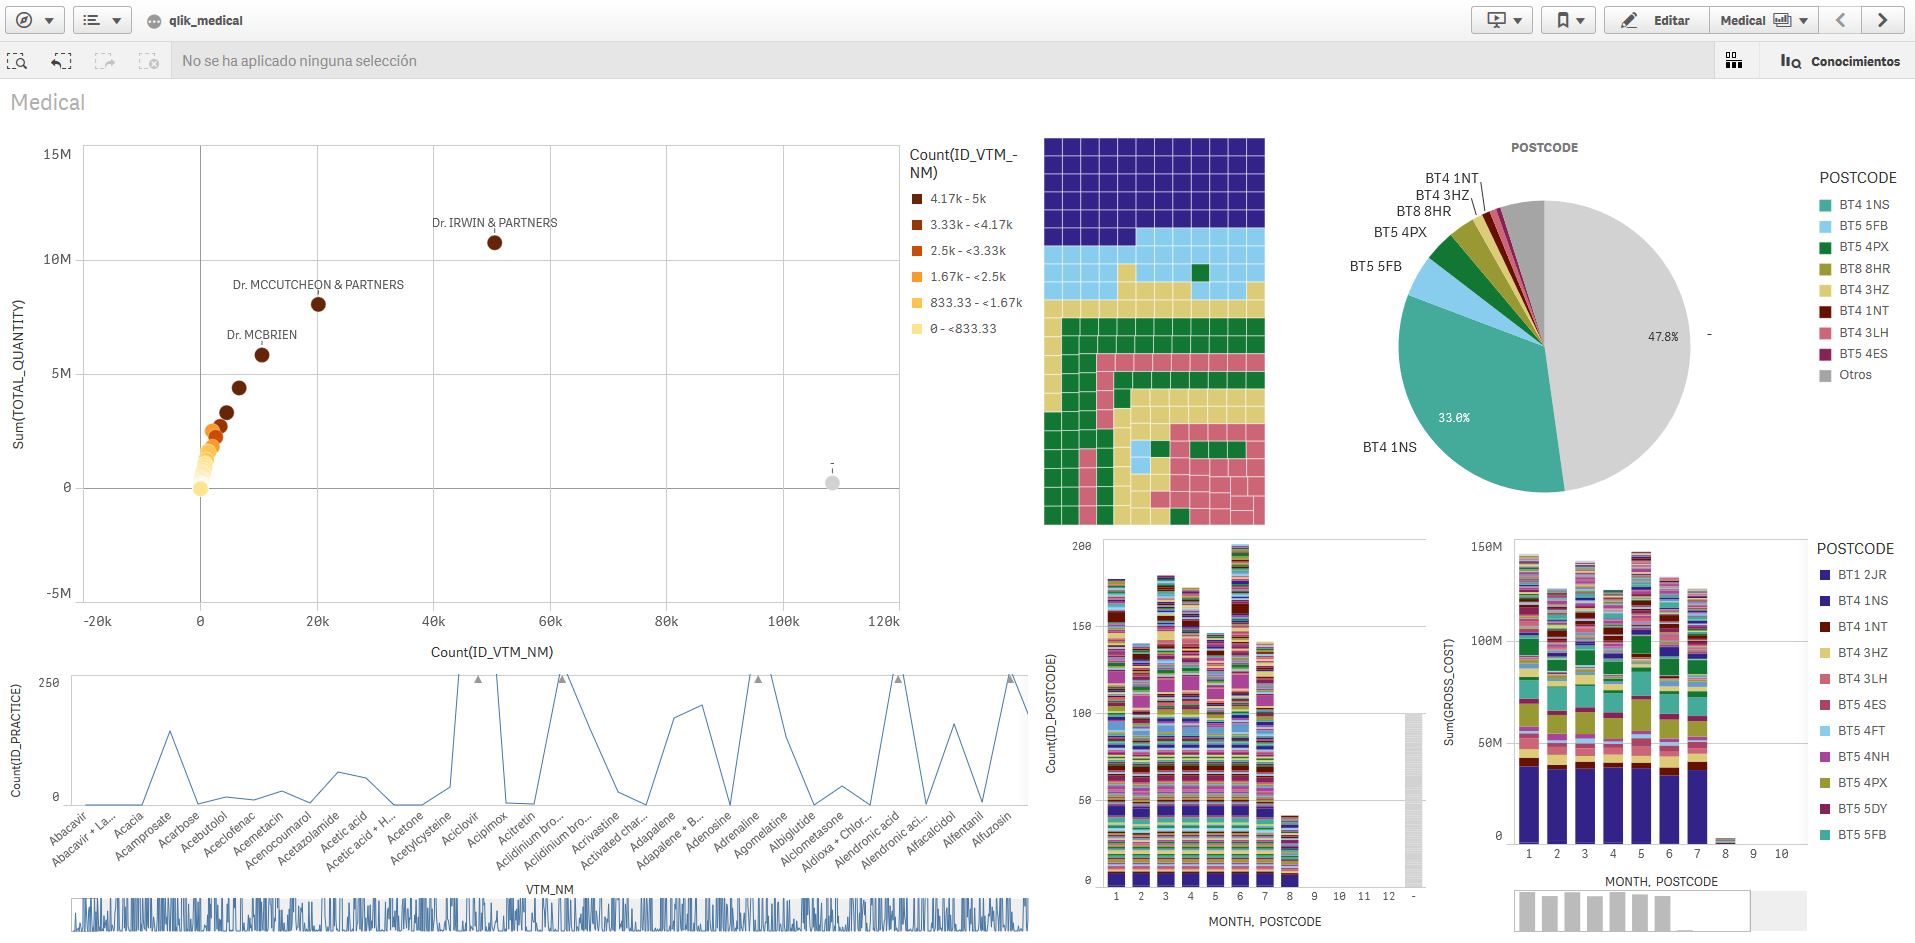 qlik_medical
Editar
Medical
No se ha aplicado ninguna selección
Conocimientos
Medical
15M
10M
5M
0
-5M
Sum(TOTAL_QUANTITY)
Dr. IRWIN & PARTNERS
Dr. MCCUTCHEON & PARTNERS
Dr. MCBRIEN
-
-20k
0
20k
40k
60k
80k
100k
120k
Count(ID_VTM_NM)
Count(ID_VTM_-
NM)
4.17k - 5k
3.33k - <4.17k
2.5k - <3.33k
1.67k - <2.5k
833.33 - <1.67k
0 - <833.33
POSTCODE
BT4 1NT
BT4 3HZ
BT8 8HR
BT5 4PX
BT5 5FB
BT4 1NS
33.0%
47.8%
-
POSTCODE
BT4 1NS
BT5 5FB
BT5 4PX
BT8 8HR
BT4 3HZ
BT4 1NT
BT4 3LH
BT5 4ES
Otros
250
0
Count(ID_PRACTICE)
Abacavir
Abacavir + La...
Acacia
Acamprosate
Acarbose
Acebutolol
Aceclofenac
Acemetacin
Acenocoumarol
Acetazolamide
Acetic acid
Acetic acid + H...
Acetone
Acetylcysteine
Aciclovir
Acipimox
Acitretin
Aclidinium bro...
Aclidinium bro...
Acrivastine
Activated char...
Adapalene
Adapalene + B...
Adenosine
Adrenaline
Agomelatine
Albiglutide
Alclometasone
Aldioxa + Chlor...
Alendronic acid
Alendronic aci...
Alfacalcidol
Alfentanil
Alfuzosin
VTM_NM
200
150
100
50
0
Count(ID_POSTCODE)
1
2
3
4
5
6
7
8
9
10
11
12
-
MONTH, POSTCODE
150M
100M
50M
0
Sum(GROSS_COST)
1
2
3
4
5
6
7
8
9
10
MONTH, POSTCODE
POSTCODE
BT1 2JR
BT4 1NS
BT4 1NT
BT4 3HZ
BT4 3LH
BT5 4ES
BT5 4FT
BT5 4NH
BT5 4PX
BT5 5DY
BT5 5FB